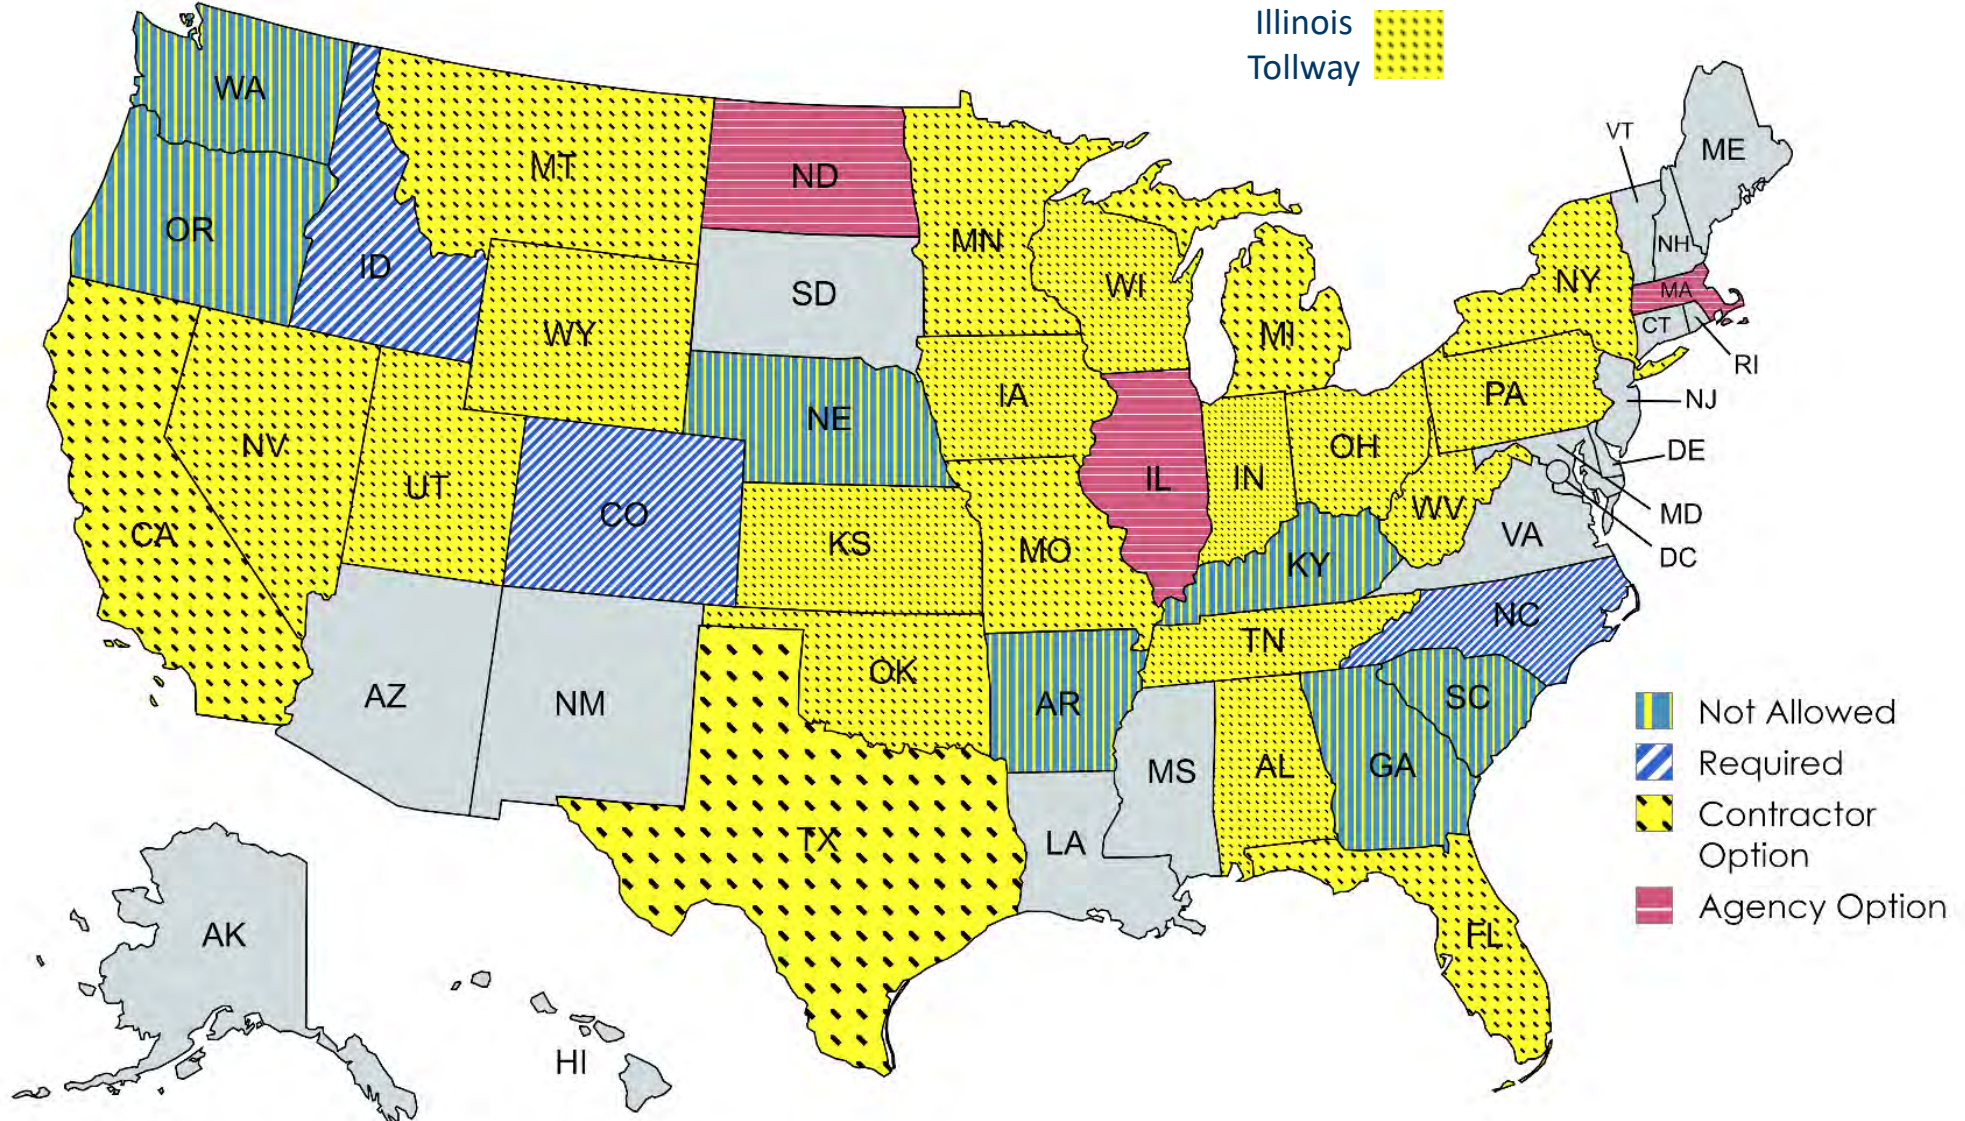 Illinois
Tollway
WA
MT
ND
VT
ME
OR
ID
MN
NH
SD
WI
NY
MA
WY
MI
CT
RI
IA
PA
NJ
NE
NV
OH
DE
UT
IL
IN
CO
WV
MD
CA
KS
MO
VA
DC
KY
NC
TN
OK
AZ
NM
AR
SC
MS
AL
GA
TX
LA
FL
AK
HI
Not Allowed
Required
Contractor
Option
Agency Option